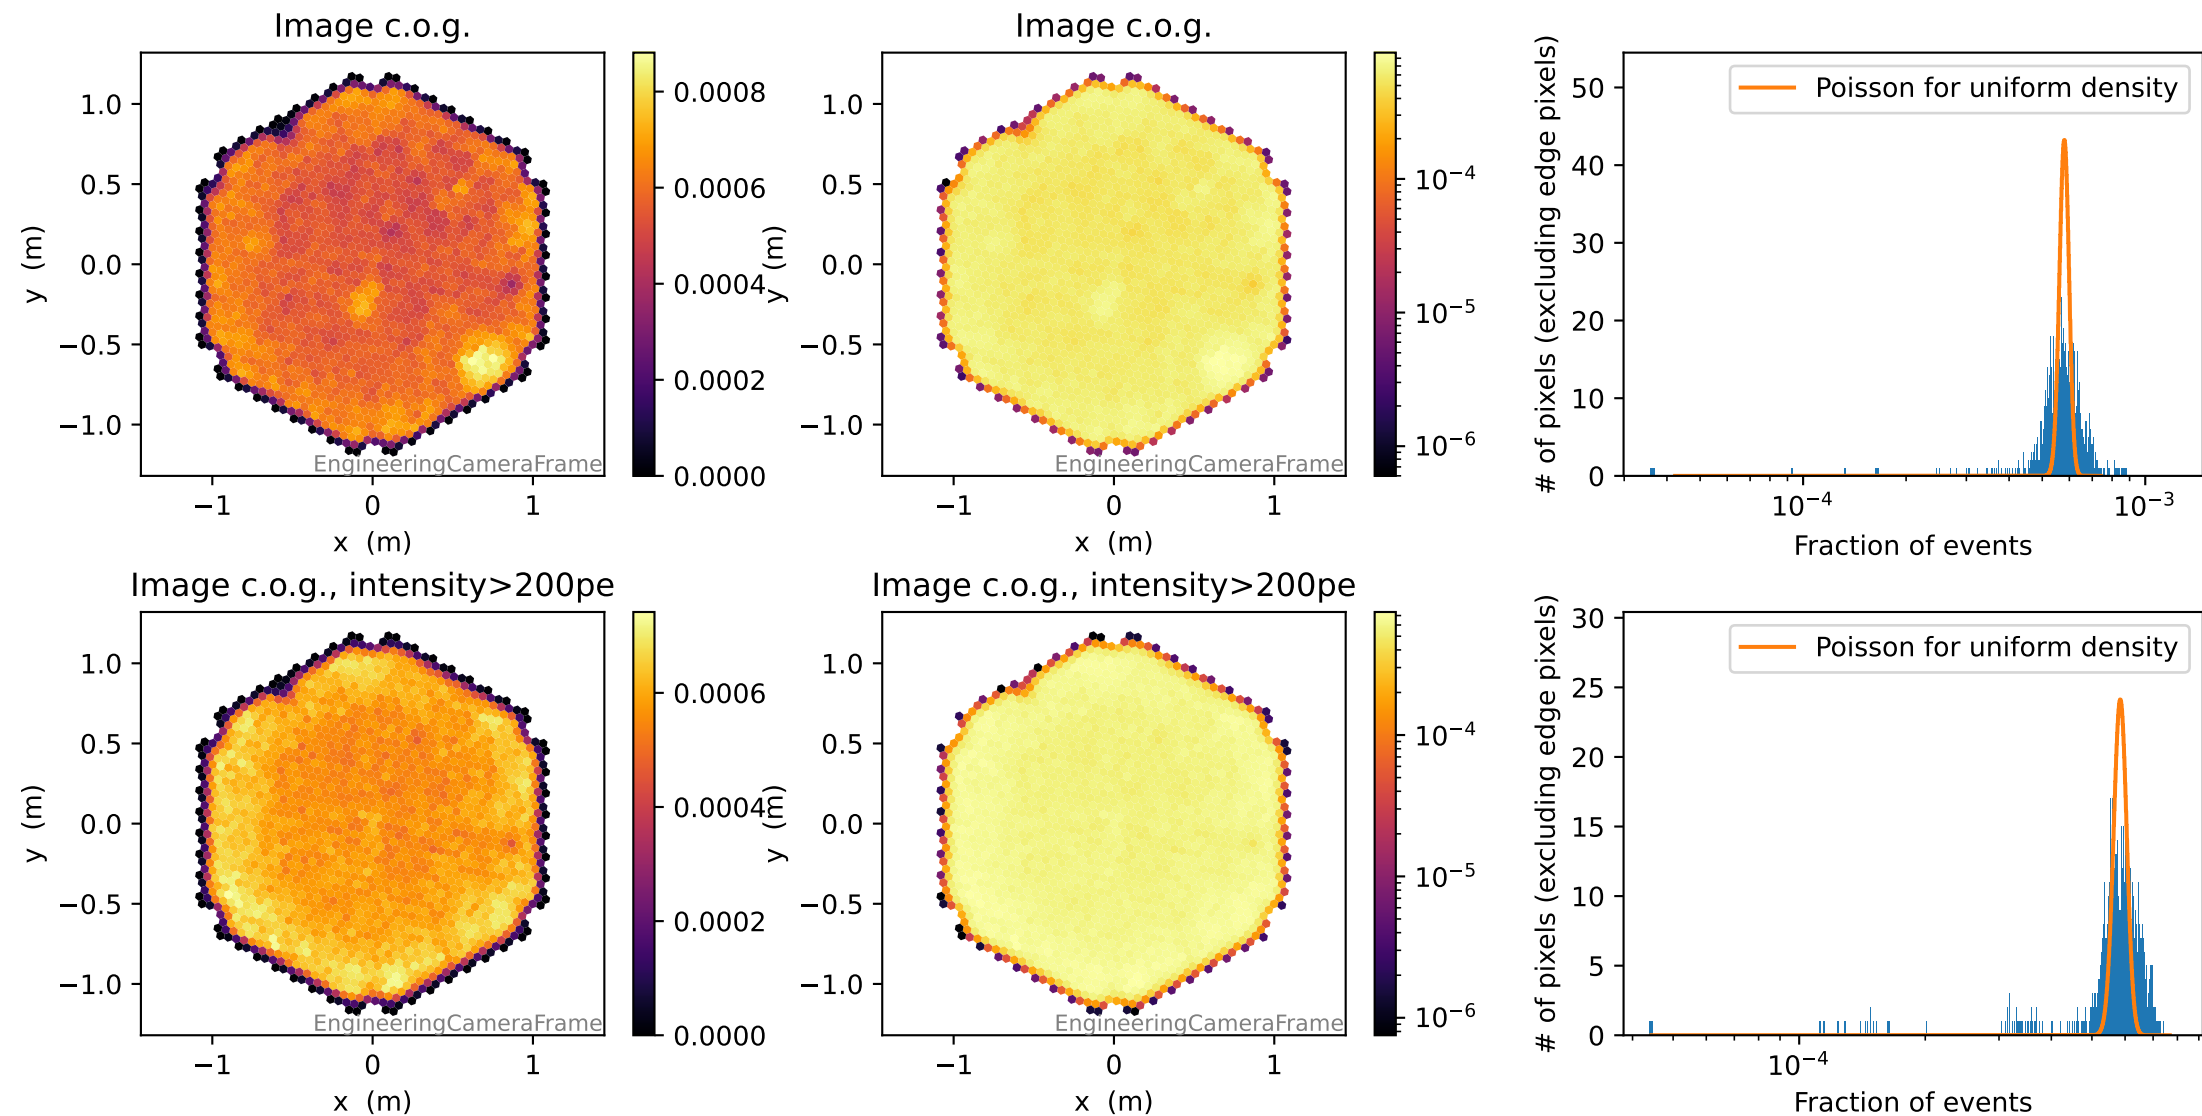 Image c.o.g.
y (m)
1.0
0.5
0.0
−0.5
−1.0
−1
0
1
x (m)
EngineeringCameraFrame
0.0008
0.0006
0.0004
0.0002
0.0000
Image c.o.g.
y (m)
1.0
0.5
0.0
−0.5
−1.0
−1
0
1
x (m)
EngineeringCameraFrame
10⁻⁴
10⁻⁵
10⁻⁶
# of pixels (excluding edge pixels)
50
40
30
20
10
0
Poisson for uniform density
10⁻⁴
10⁻³
Fraction of events
Image c.o.g., intensity>200pe
y (m)
1.0
0.5
0.0
−0.5
−1.0
−1
0
1
x (m)
EngineeringCameraFrame
0.0006
0.0004
0.0002
0.0000
Image c.o.g., intensity>200pe
y (m)
1.0
0.5
0.0
−0.5
−1.0
−1
0
1
x (m)
EngineeringCameraFrame
10⁻⁴
10⁻⁵
10⁻⁶
# of pixels (excluding edge pixels)
30
25
20
15
10
5
0
Poisson for uniform density
10⁻⁴
Fraction of events